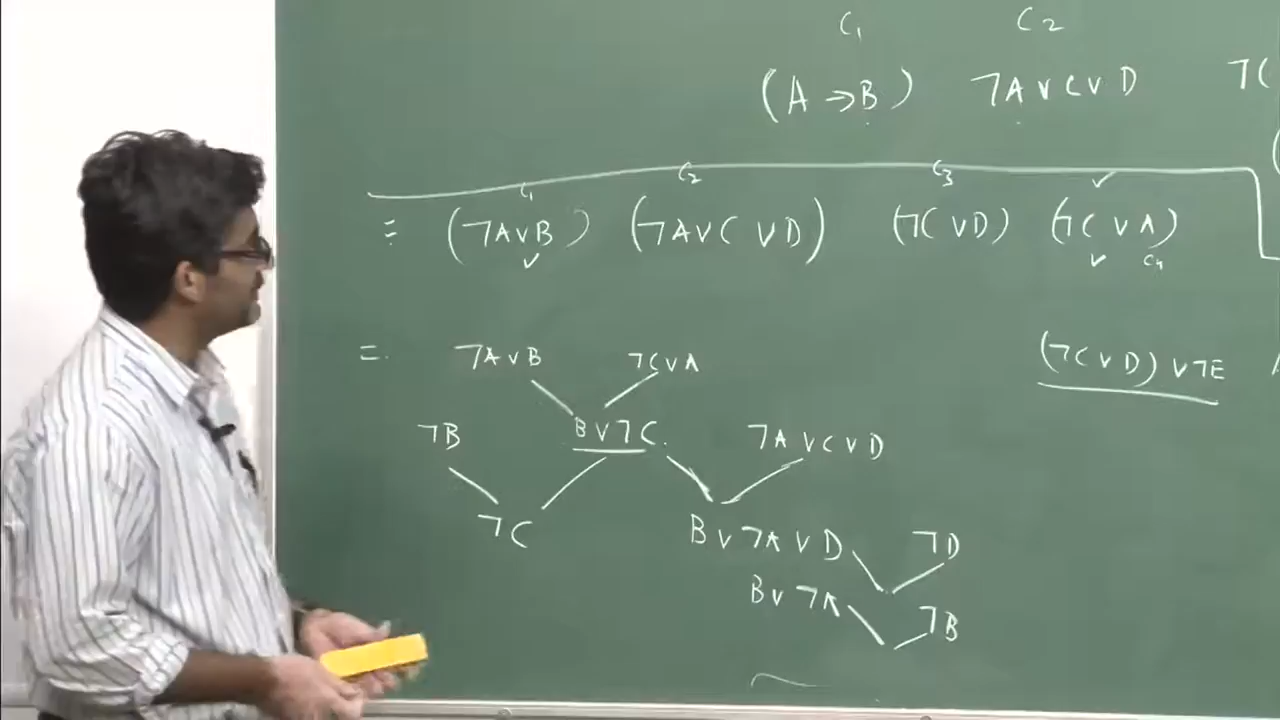 C₁ C₂
(A ⇒ B) ¬A ∨ C ∨ D ¬C
C₁ C₂ C₃ ✓
≡ (¬A ∨ B) (¬A ∨ C ∨ D) (¬C ∨ D) (¬C ∨ A)
✓ ✓ C₄
= ¬A ∨ B ¬C ∨ A (¬C ∨ D) ∨ ¬E
¬B B ∨ ¬C. ¬A ∨ C ∨ D
¬C B ∨ ¬A ∨ D ¬D
B ∨ ¬A ¬B